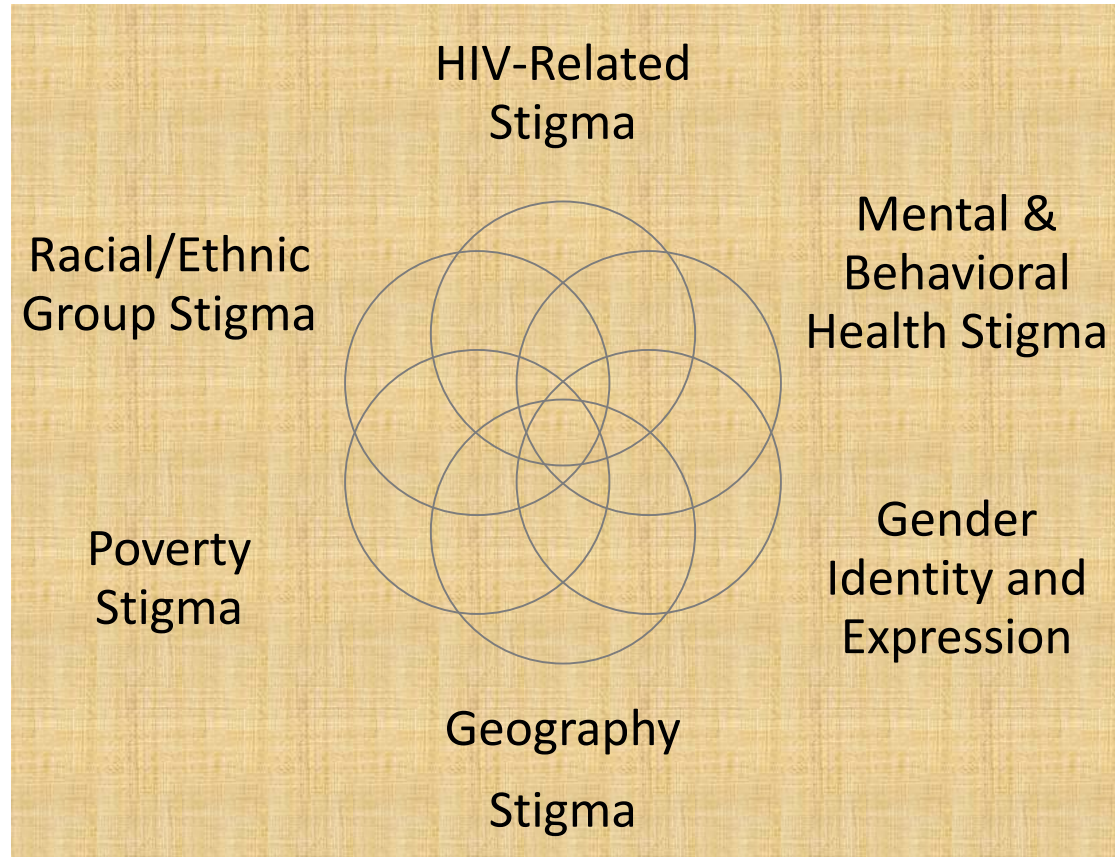 HIV-Related
Stigma
Mental &
Behavioral
Health Stigma
Gender
Identity and
Expression
Geography
Stigma
Poverty
Stigma
Racial/Ethnic
Group Stigma